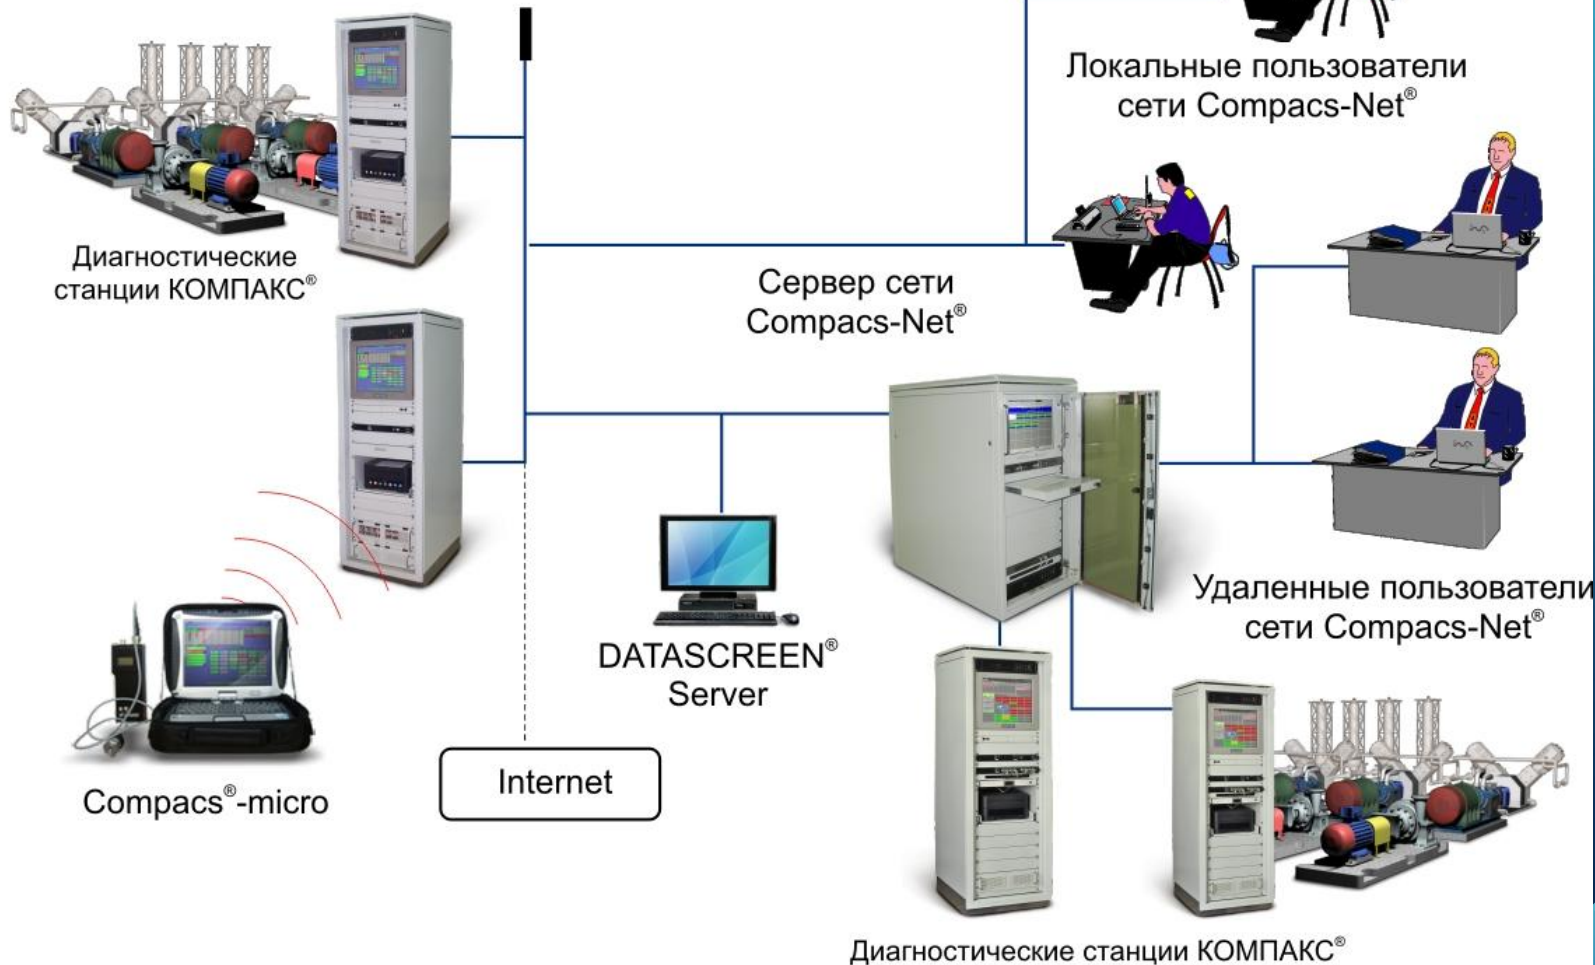 Локальные пользователи
сети Compacs-Net®
Диагностические
станции КОМПАКС®
Сервер сети
Compacs-Net®
Удаленные пользователи
сети Compacs-Net®
DATASCREEN®
Server
Internet
Compacs®-micro
Диагностические станции КОМПАКС®